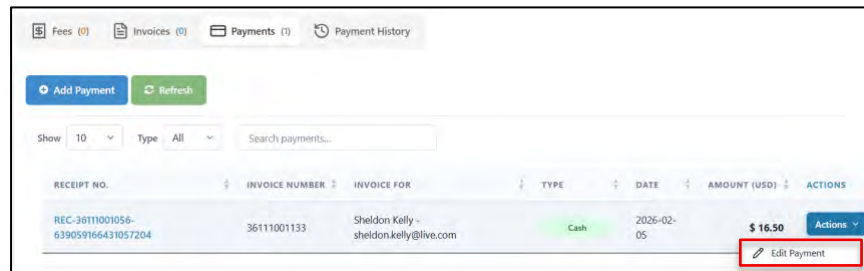 Fees (0) Invoices (0) Payments (1) Payment History
Add Payment Refresh
Show 10 Type All Search payments...
RECEIPT NO. INVOICE NUMBER INVOICE FOR TYPE DATE AMOUNT (USD) ACTIONS
REC-36111001056-
639059166431057204
36111001133
Sheldon Kelly -
sheldon.kelly@live.com
Cash
2026-02-
05
$ 16.50
Actions
Edit Payment